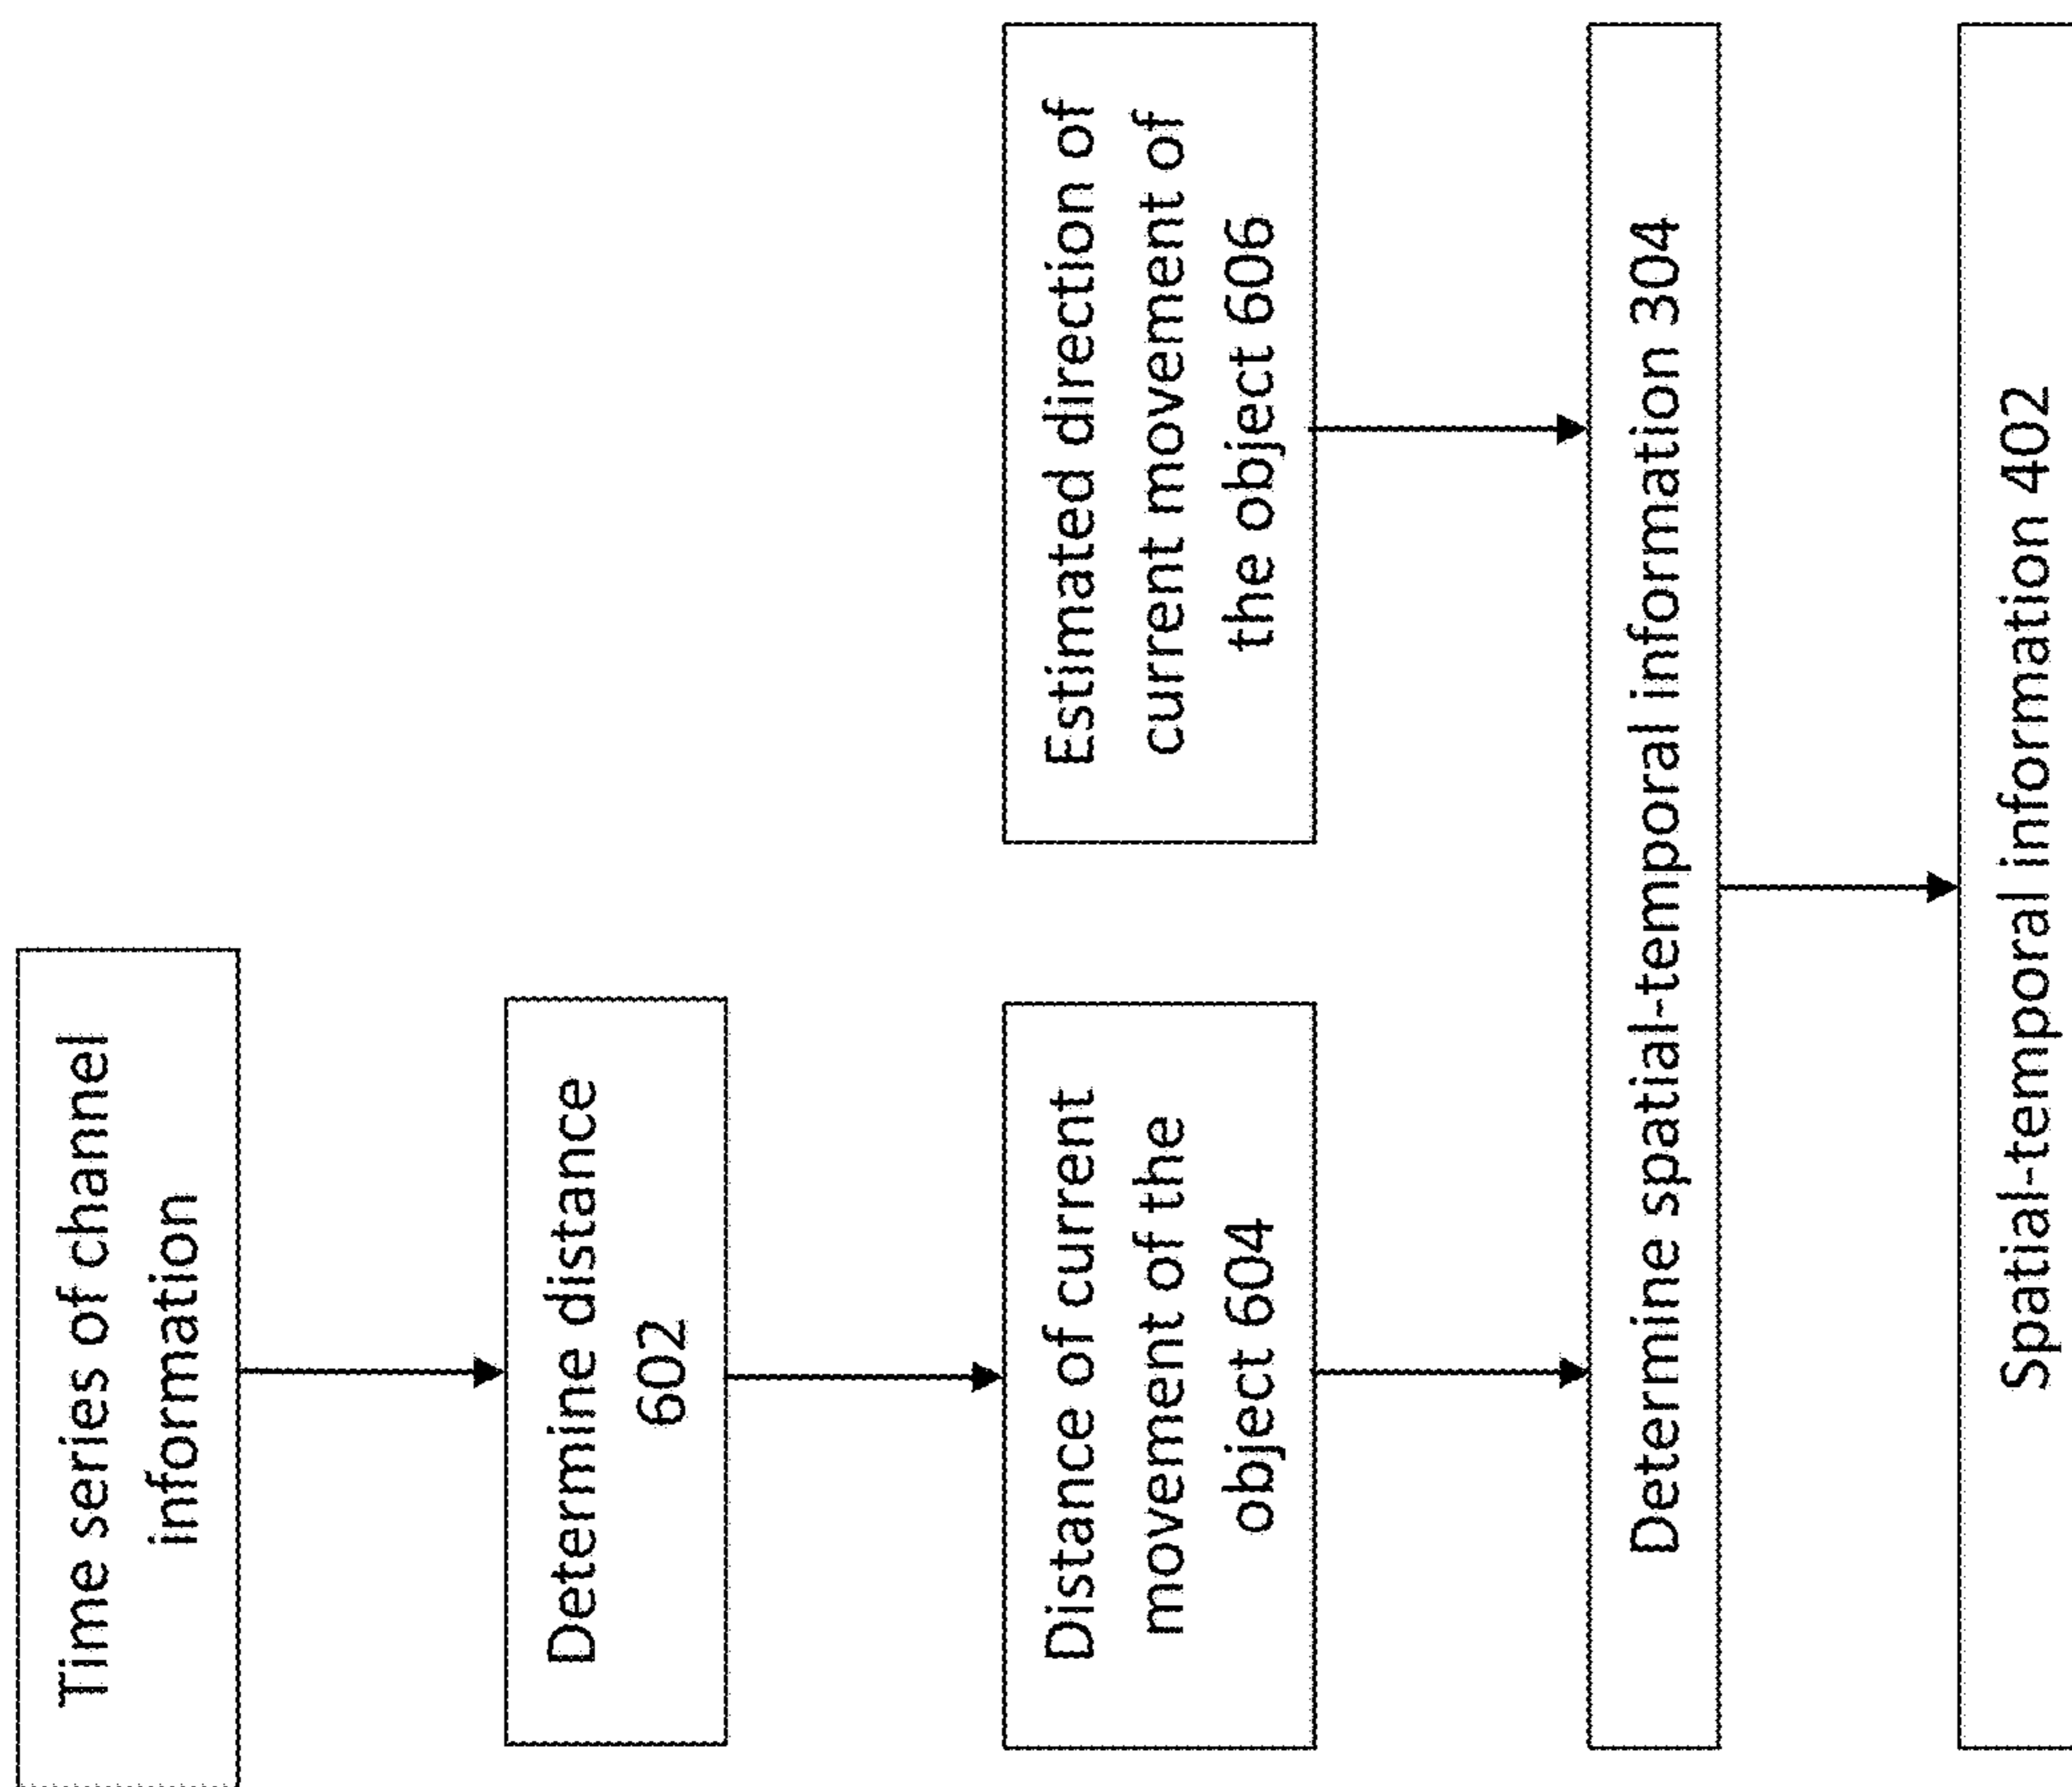 Time series of channel
information
Determine distance
602
Distance of current
movement of the
object 604
Estimated direction of
current movement of
the object 606
Determine spatial-temporal information 304
Spatial-temporal information 402